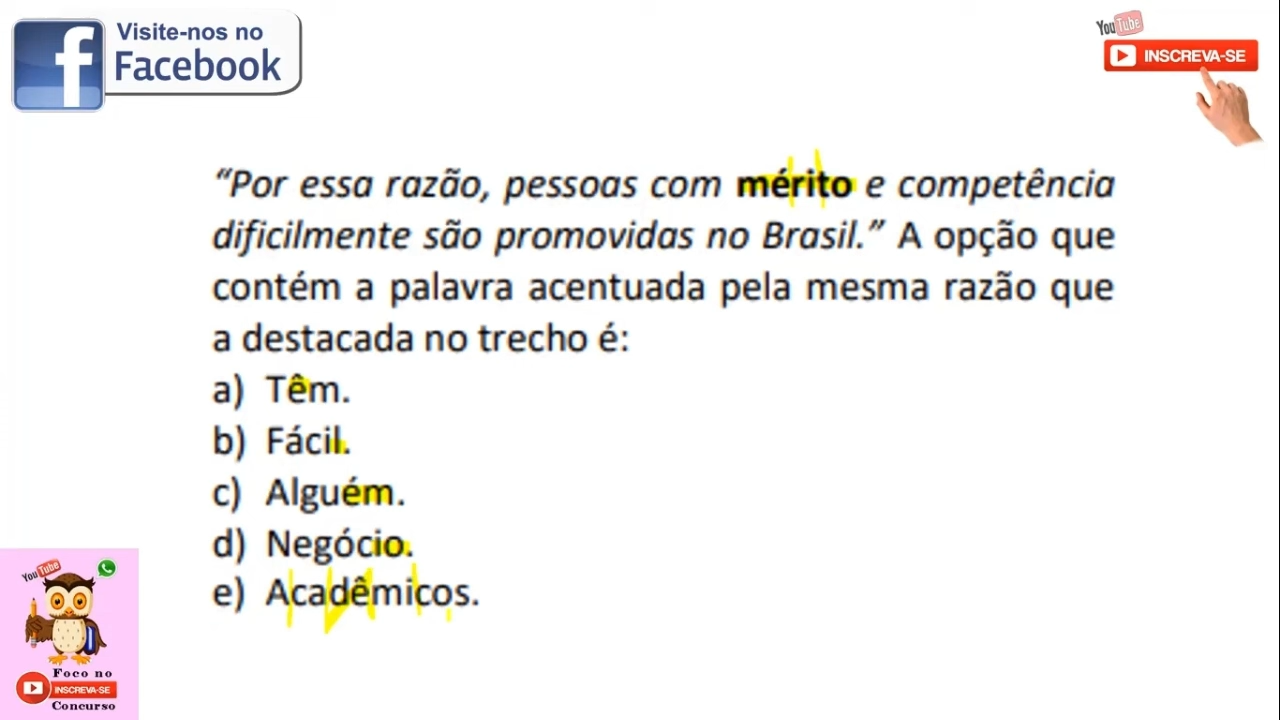 Visite-nos no
Facebook
YouTube
INSCREVA-SE
“Por essa razão, pessoas com mérito e competência
dificilmente são promovidas no Brasil.” A opção que
contém a palavra acentuada pela mesma razão que
a destacada no trecho é:
a) Têm.
b) Fácil.
c) Alguém.
d) Negócio.
e) Acadêmicos.
YouTube
Foco no
INSCREVA-SE
Concurso